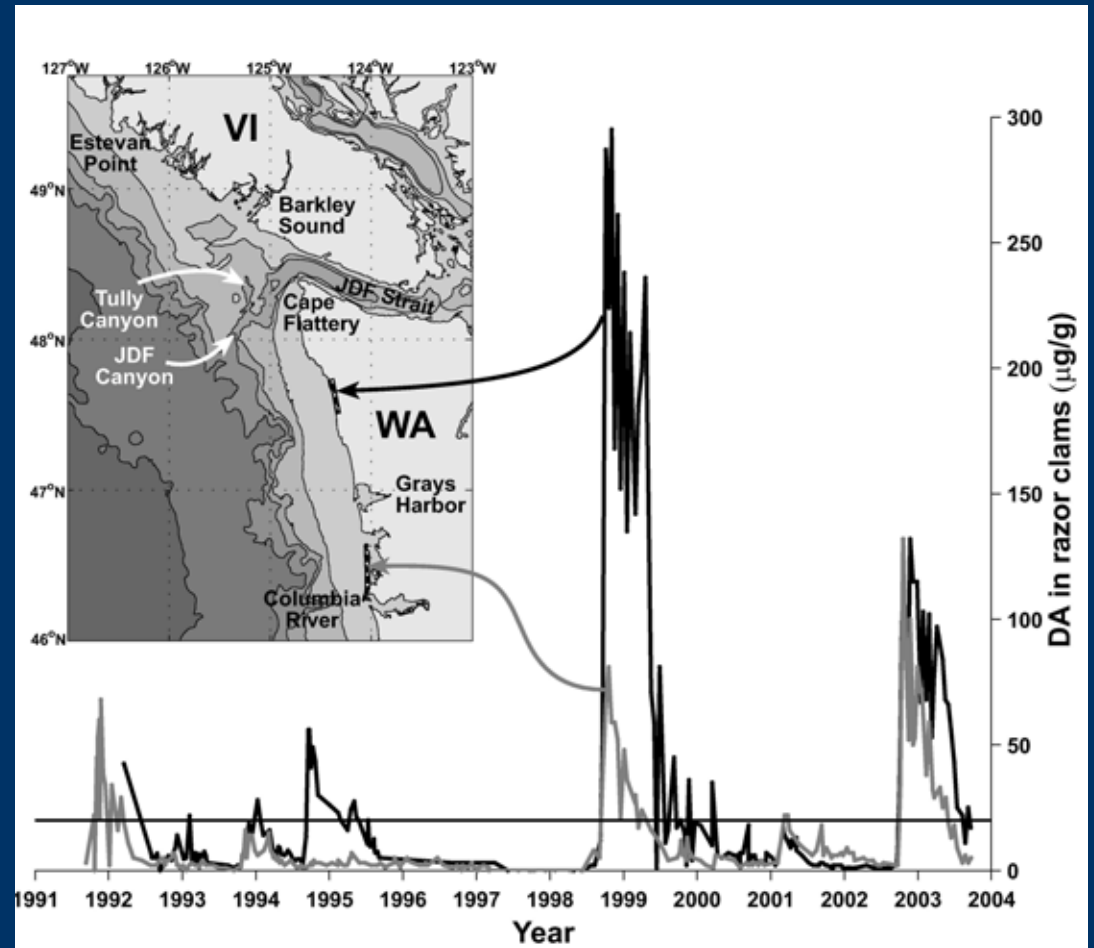 127°W 126°W 125°W 124°W 123°W
VI
Estevan
Point
49°N
Barkley
Sound
JDF Strait
Tully
Canyon
Cape
Flattery
48°N
JDF
Canyon
WA
47°N
Grays
Harbor
Columbia
River
46°N
300
250
200
150
100
50
0
DA in razor clams (µg/g)
1991 1992 1993 1994 1995 1996 1997 1998 1999 2000 2001 2002 2003 2004
Year